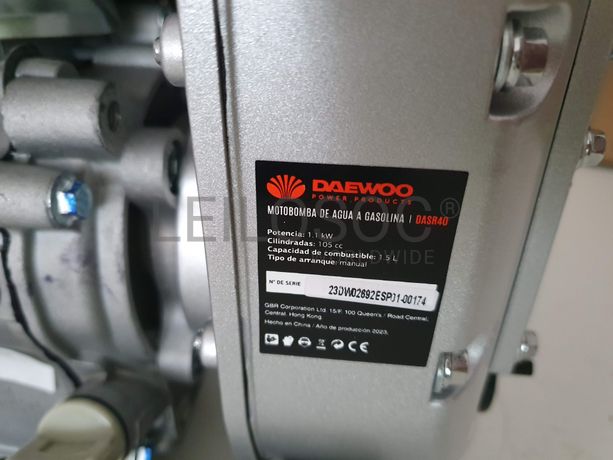 DAEWOO
POWER PRODUCTS
MOTOBOMBA DE AGUA A GASOLINA | DASR40
Potencia: 1.1 kW
Cilindradas: 105 cc
Capacidad de combustible: 1.5 L
Tipo de arranque: manual
Nº DE SERIE 23DW02692ESP01-00174
GBR Corporation Ltd. 15/F. 100 Queen's / Road Central,
Central, Hong Kong
Hecho en China / Año de producción 2023.
LEILOSOC®
WORLDWIDE